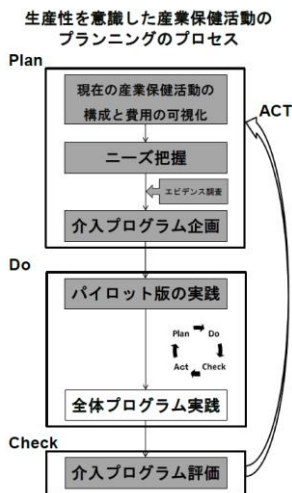 生産性を意識した産業保健活動の
プランニングのプロセス
Plan
現在の産業保健活動の
構成と費用の可視化
ACT
ニーズ把握
エビデンス調査
介入プログラム企画
Do
パイロット版の実践
Plan Do
Act Check
全体プログラム実践
Check
介入プログラム評価